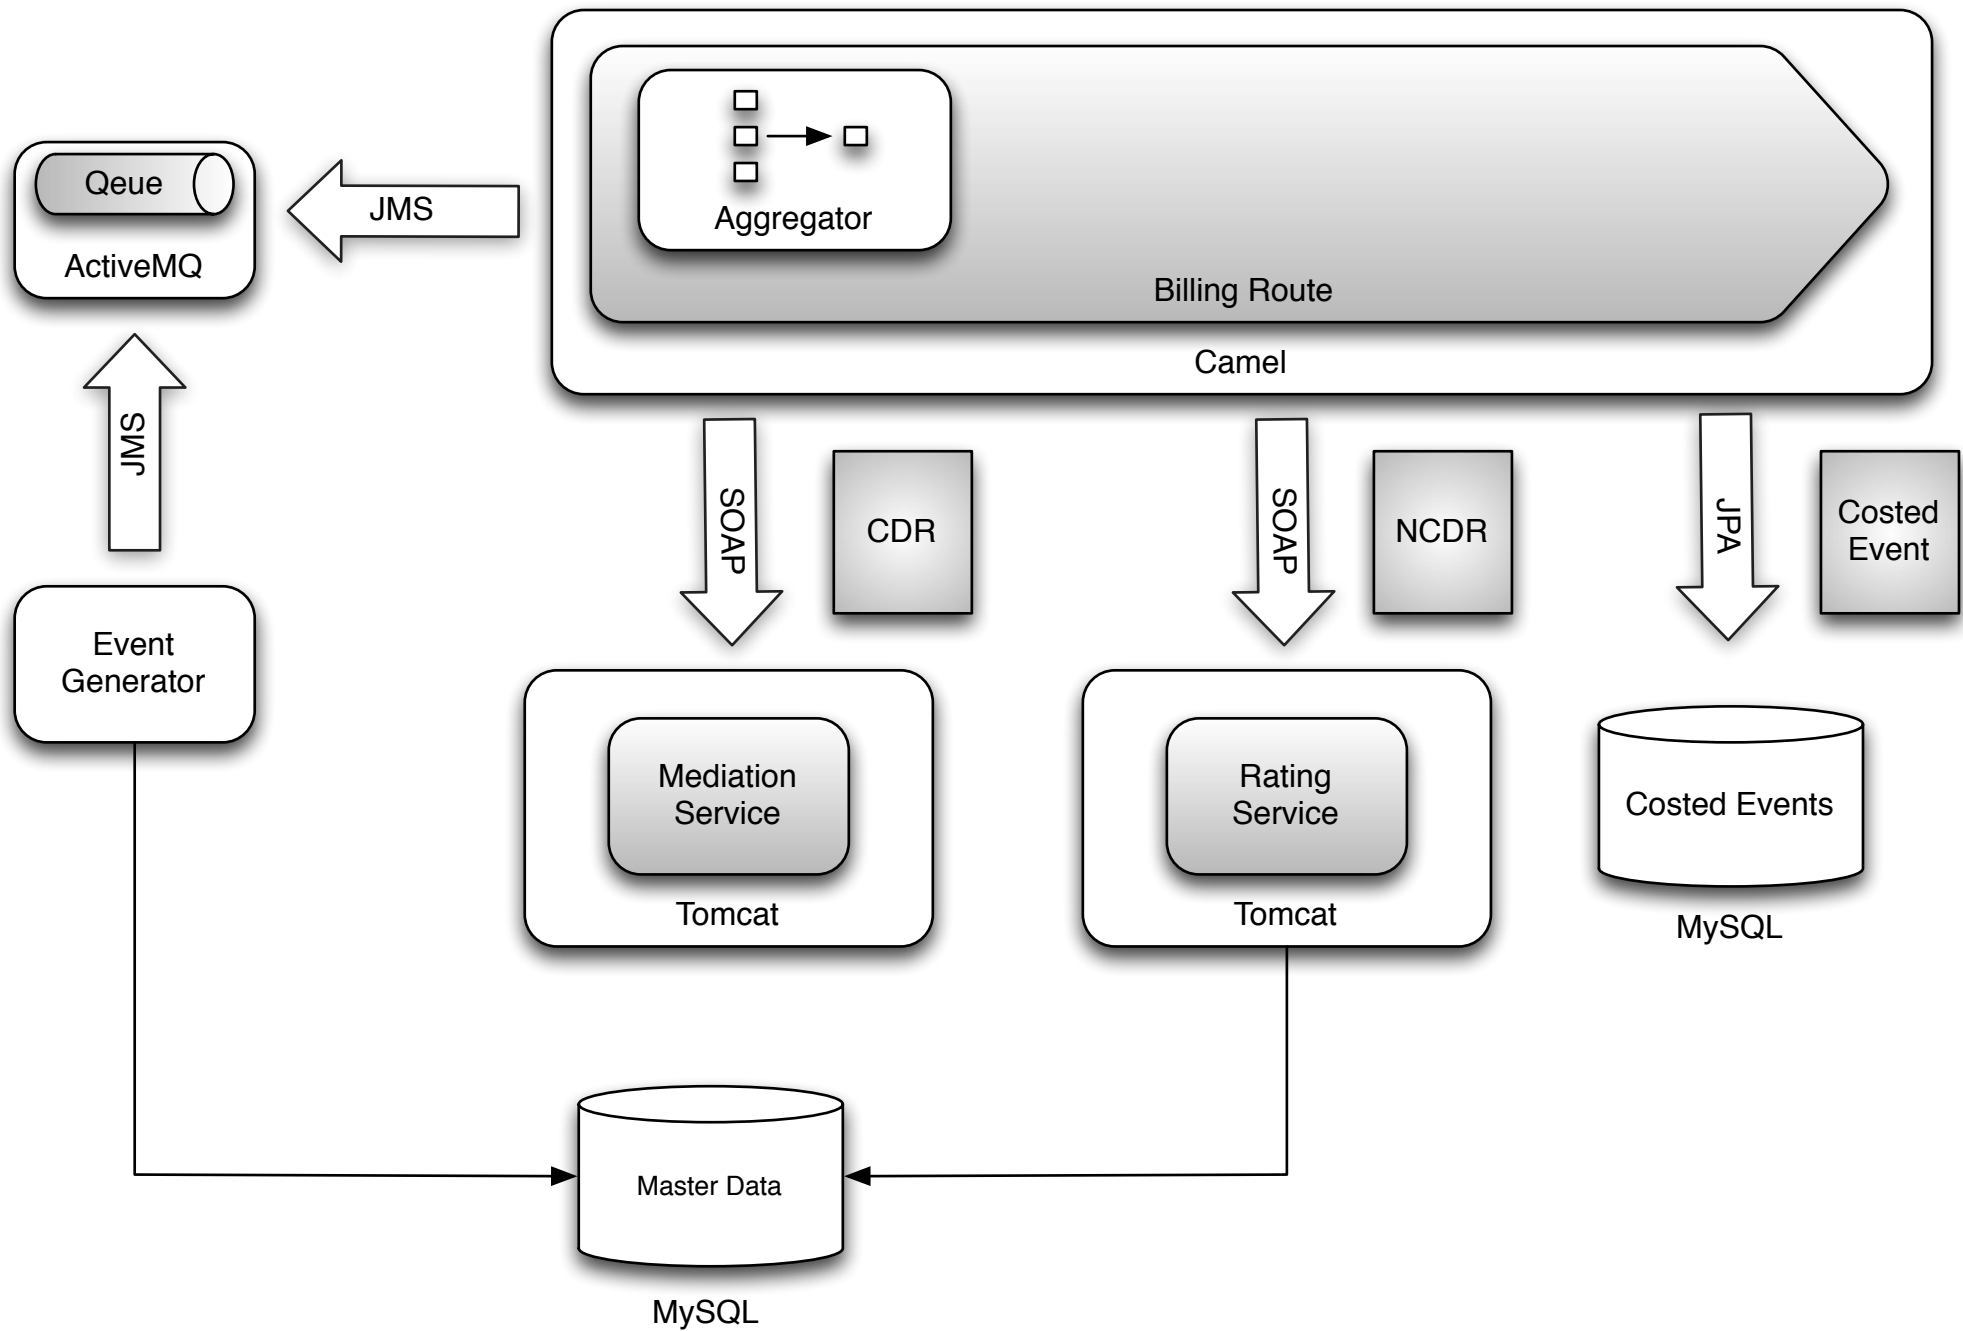 Qeue
ActiveMQ
JMS
Aggregator
Billing Route
Camel
JMS
SOAP
CDR
SOAP
NCDR
JPA
Costed
Event
Event
Generator
Mediation
Service
Tomcat
Rating
Service
Tomcat
Costed Events
MySQL
Master Data
MySQL